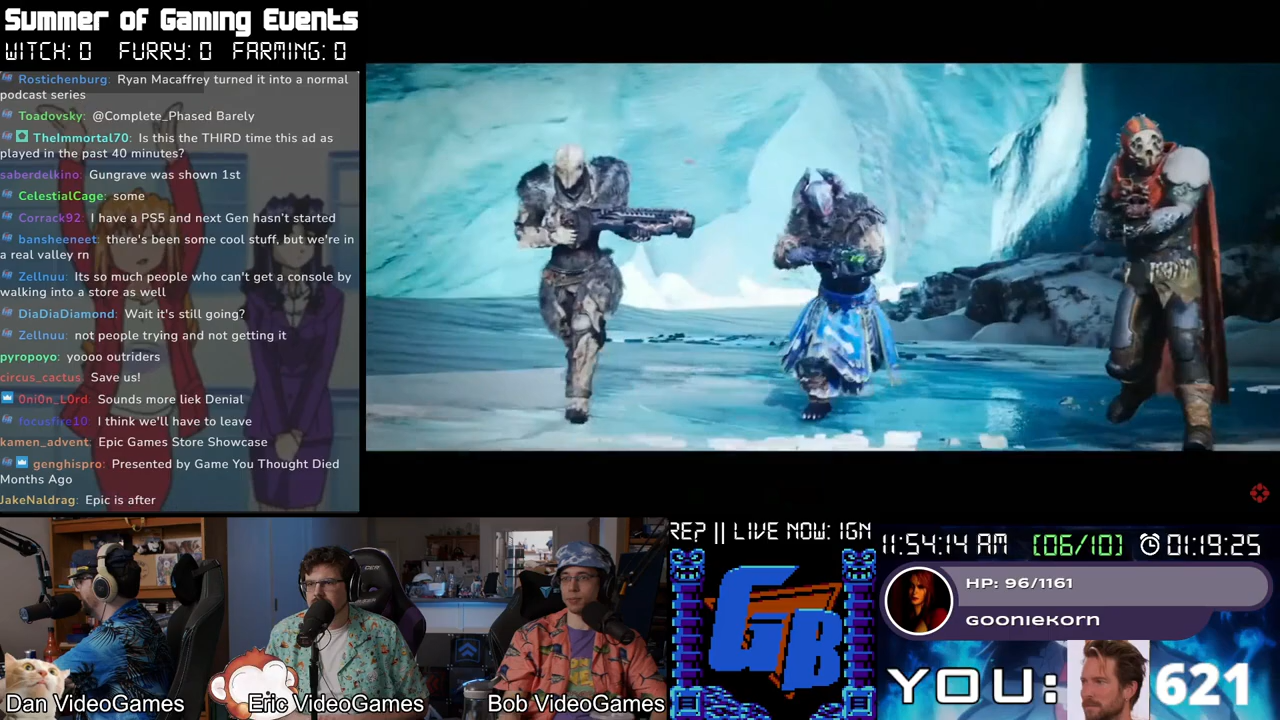 Summer of Gaming Events
WITCH: 0 FURRY: 0 FARMING: 0
Rostichenburg: Ryan Macaffrey turned it into a normal
podcast series
Toadovsky: @Complete_Phased Barely
TheImmortal70: Is this the THIRD time this ad as
played in the past 40 minutes?
saberdelkino: Gungrave was shown 1st
CelestialCage: some
Corrack92: I have a PS5 and next Gen hasn't started
bansheeneet: there's been some cool stuff, but we're in
a real valley rn
Zellnuu: Its so much people who can't get a console by
walking into a store as well
DiaDiaDiamond: Wait it's still going?
Zellnuu: not people trying and not getting it
pyropoyo: yoooo outriders
circus_cactus: Save us!
0ni0n_L0rd: Sounds more liek Denial
focusfire10: I think we'll have to leave
kamen_advent: Epic Games Store Showcase
genghispro: Presented by Game You Thought Died
Months Ago
JakeNaldrag: Epic is after
RE? || LIVE NOW: IGN
11:54:14 AM [06/10] 01:19:25
HP: 96/1161
GOONIEKORN
GB
YOU: 621
Dan VideoGames
Eric VideoGames
Bob VideoGames